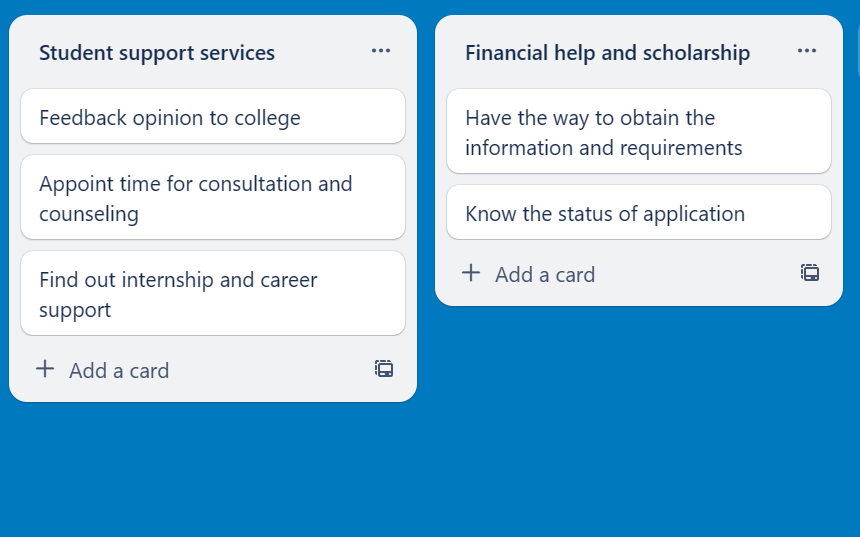 Student support services
Feedback opinion to college
Appoint time for consultation and
counseling
Find out internship and career
support
Add a card
Financial help and scholarship
Have the way to obtain the
information and requirements
Know the status of application
Add a card